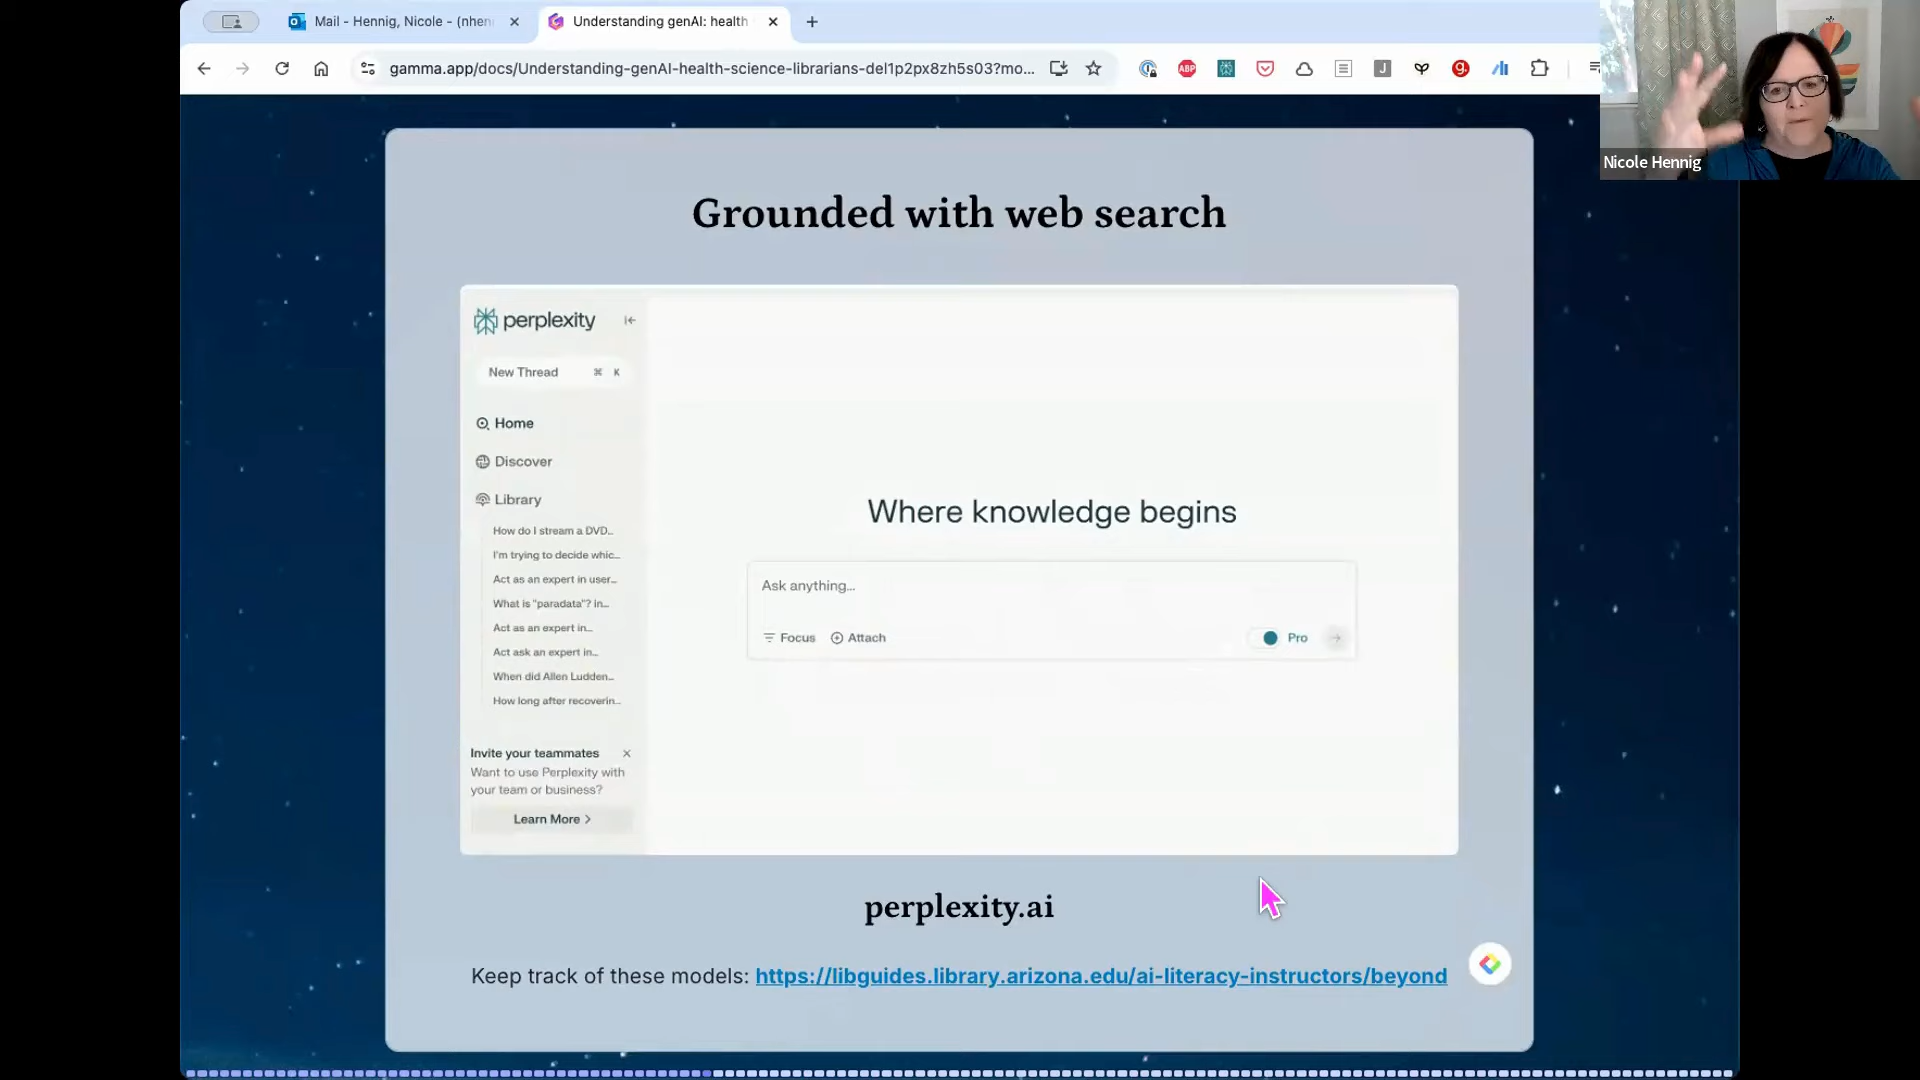 Mail - Hennig, Nicole - (nhen
Understanding genAI: health
gamma.app/docs/Understanding-genAI-health-science-librarians-del1p2px8zh5s03?mo...
ABP
J
g.
Nicole Hennig
Grounded with web search
perplexity
New Thread ⌘ K
Home
Discover
Library
How do I stream a DVD...
I'm trying to decide whic...
Act as an expert in user...
What is "paradata"? In...
Act as an expert in...
Act ask an expert in...
When did Allen Ludden...
How long after recoverin...
Invite your teammates
Want to use Perplexity with
your team or business?
Learn More >
Where knowledge begins
Ask anything...
Focus Attach Pro
perplexity.ai
Keep track of these models: https://libguides.library.arizona.edu/ai-literacy-instructors/beyond